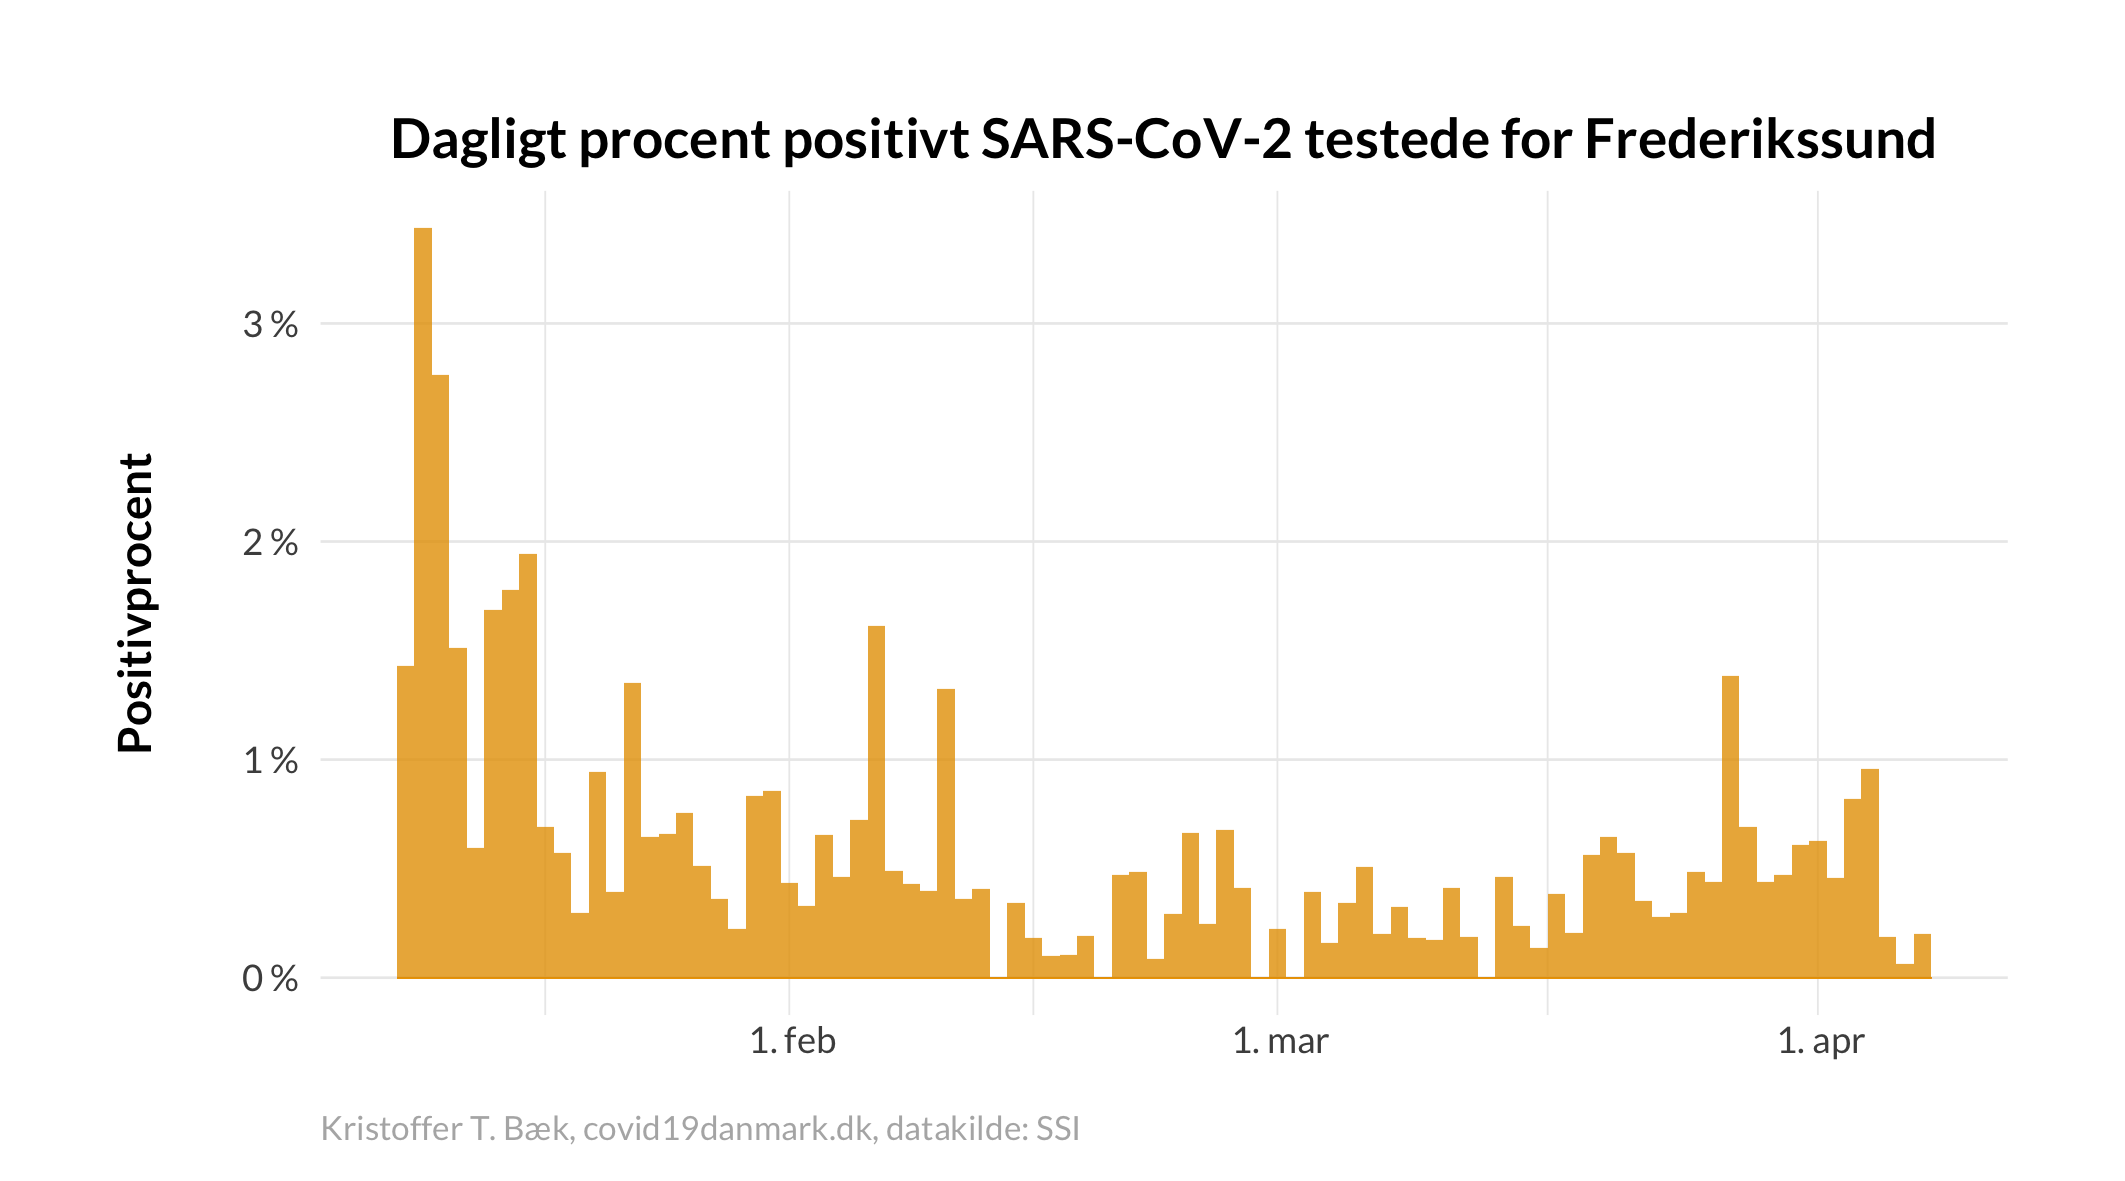 Dagligt procent positivt SARS-CoV-2 testede for Frederikssund
Positivprocent
3 %
2 %
1 %
0 %
1. feb
1. mar
1. apr
Kristoffer T. Bæk, covid19danmark.dk, datakilde: SSI